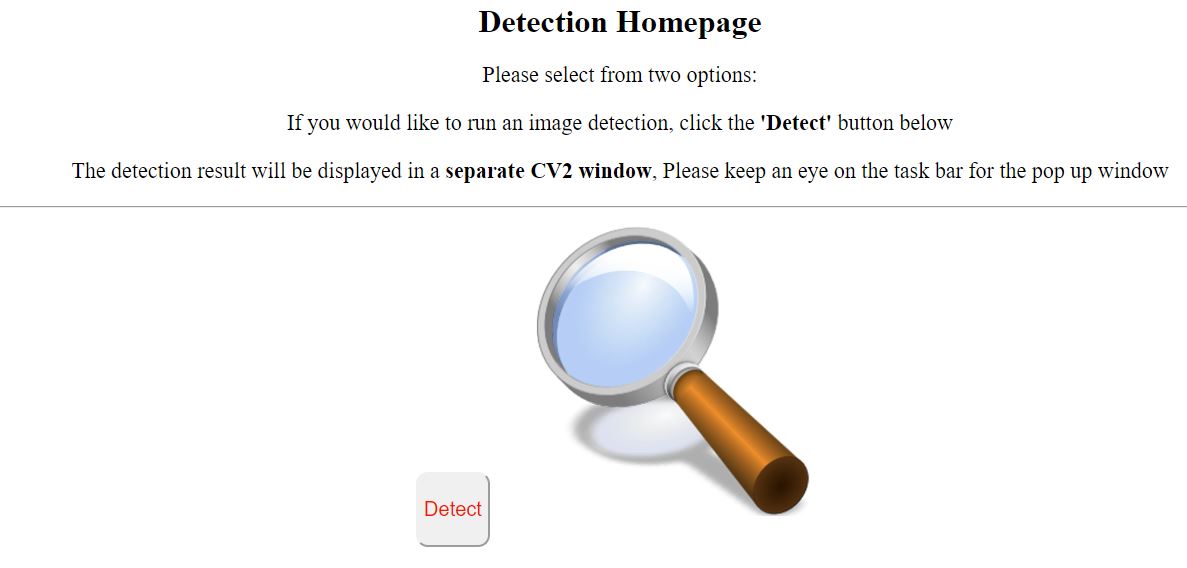 Detection Homepage
Please select from two options:
If you would like to run an image detection, click the 'Detect' button below
The detection result will be displayed in a separate CV2 window, Please keep an eye on the task bar for the pop up window
Detect